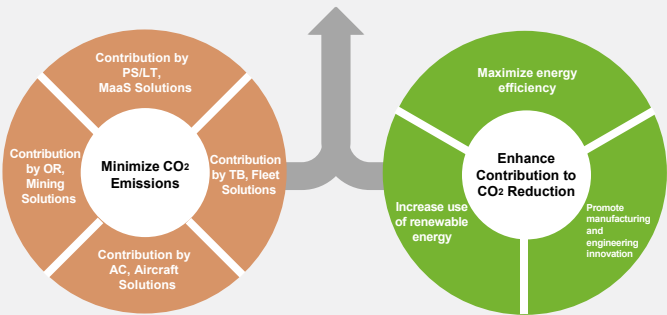 Contribution by
PS/LT,
MaaS Solutions
Contribution
by OR,
Mining
Solutions
Minimize CO2
Emissions
Contribution
by TB, Fleet
Solutions
Contribution by
AC, Aircraft
Solutions
Maximize energy
efficiency
Enhance
Contribution to
CO2 Reduction
Increase use
of renewable
energy
Promote
manufacturing
and
engineering
innovation